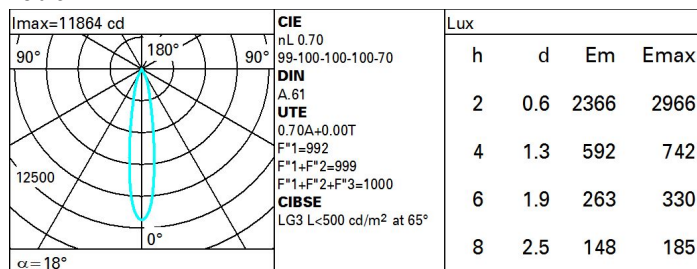 Imax=11864 cd
90° 180° 90°
12500
0°
α=18°
CIE
nL 0.70
99-100-100-100-70
DIN
A.61
UTE
0.70A+0.00T
F"1=992
F"1+F"2=999
F"1+F"2+F"3=1000
CIBSE
LG3 L<500 cd/m² at 65°
Lux
h d Em Emax
2 0.6 2366 2966
4 1.3 592 742
6 1.9 263 330
8 2.5 148 185